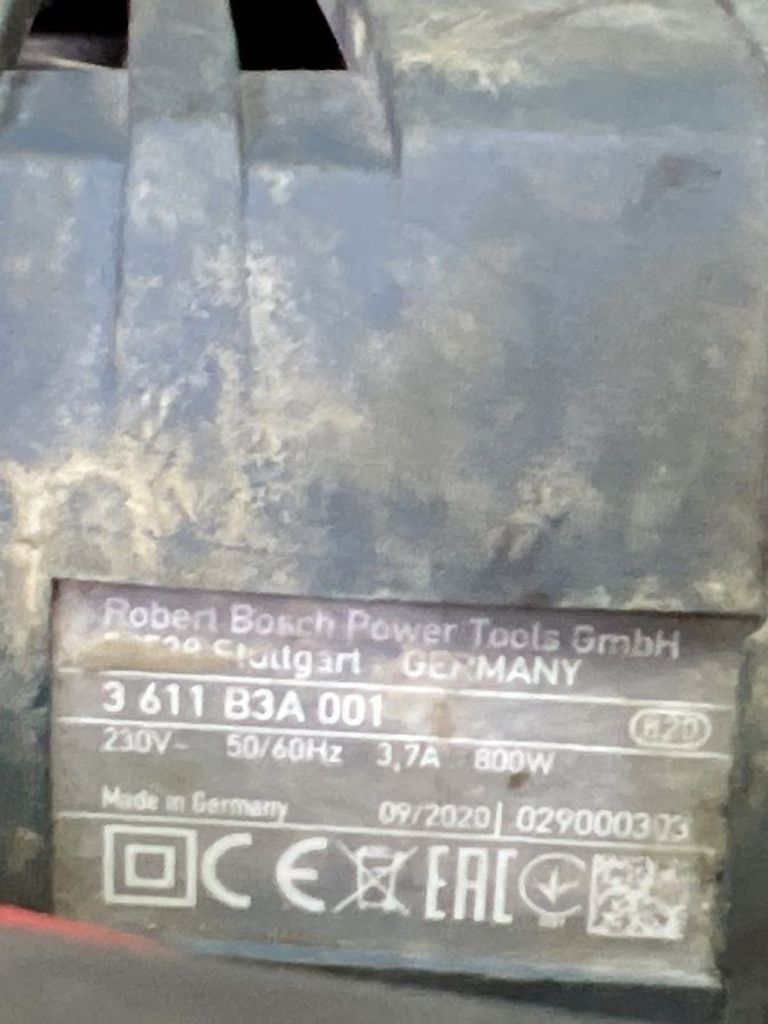 Robert Bosch Power Tools GmbH
Stuttgart - GERMANY
3 611 B3A 001
230V~ 50/60Hz 3,7A 800W
Made in Germany 09/2020 | 029000303
CE EAC